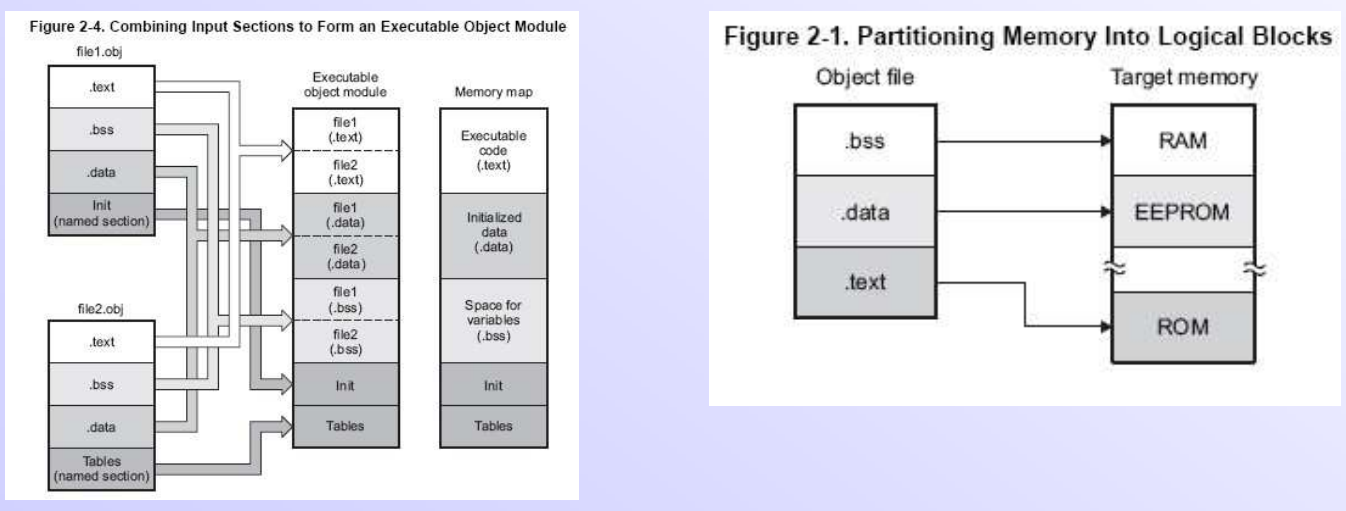 Figure 2-4. Combining Input Sections to Form an Executable Object Module
file1.obj
.text
.bss
.data
Init
(named section)
file2.obj
.text
.bss
.data
Tables
(named section)
Executable
object module
file1
(.text)
file2
(.text)
file1
(.data)
file2
(.data)
file1
(.bss)
file2
(.bss)
Init
Tables
Memory map
Executable
code
(.text)
Initialized
data
(.data)
Space for
variables
(.bss)
Init
Tables
Figure 2-1. Partitioning Memory Into Logical Blocks
Object file
.bss
.data
.text
Target memory
RAM
EEPROM
ROM